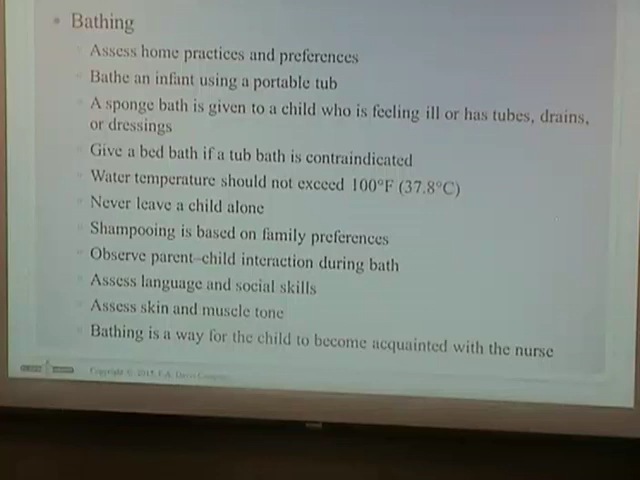 Bathing
Assess home practices and preferences
Bathe an infant using a portable tub
A sponge bath is given to a child who is feeling ill or has tubes, drains,
or dressings
Give a bed bath if a tub bath is contraindicated
Water temperature should not exceed 100°F (37.8°C)
Never leave a child alone
Shampooing is based on family preferences
Observe parent–child interaction during bath
Assess language and social skills
Assess skin and muscle tone
Bathing is a way for the child to become acquainted with the nurse
Copyright ©